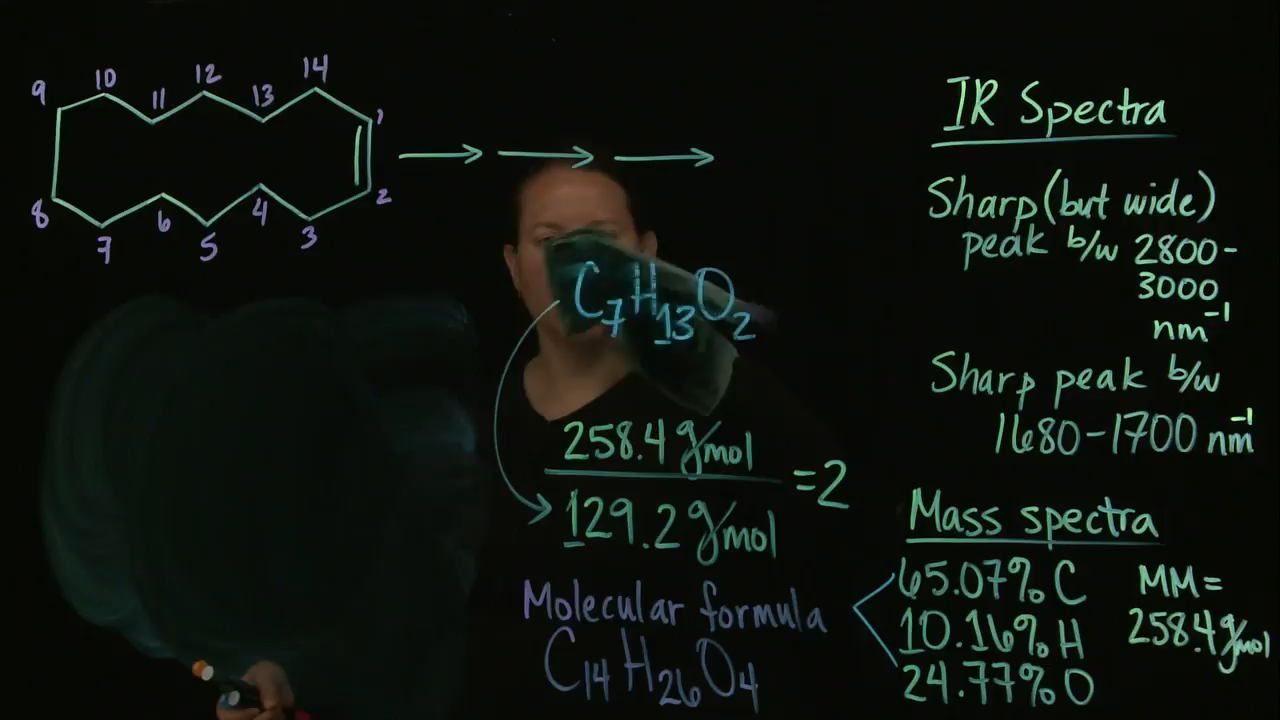 9 10 11 12 13 14 1
8 7 6 5 4 3 2
C7H13O2
258.4 g/mol
129.2 g/mol
=2
Molecular formula
C14H26O4
IR Spectra
Sharp (but wide)
peak b/w 2800-
3000
nm-1
Sharp peak b/w
1680-1700 nm-1
Mass spectra
65.07% C
10.16% H
24.77% O
MM=
258.4 g/mol